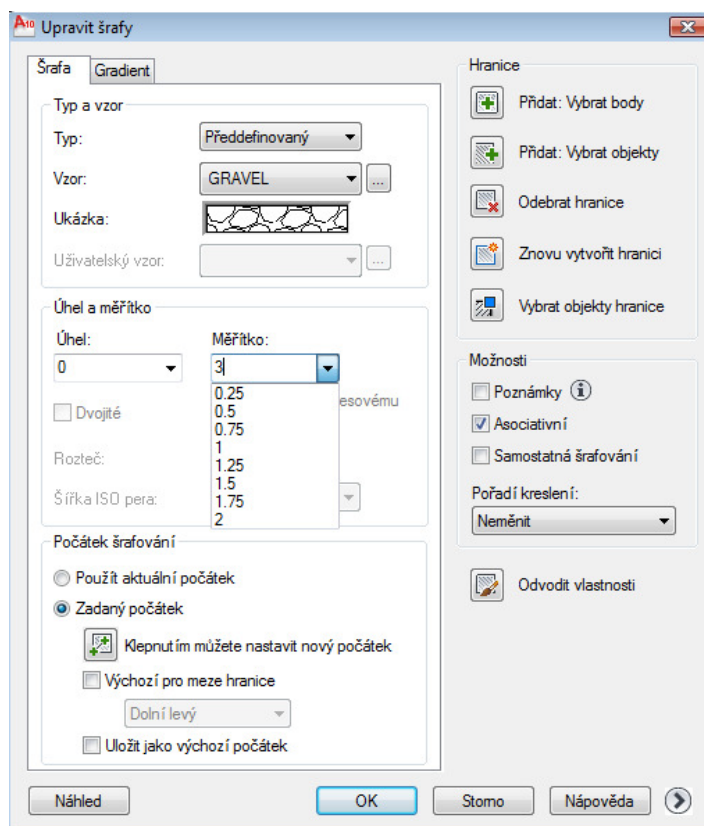 A10 Upravit šrafy
Šrafa
Gradient
Typ a vzor
Typ:
Předdefinovaný
Vzor:
GRAVEL
...
Ukázka:
Uživatelský vzor:
...
Úhel a měřítko
Úhel:
Měřítko:
0
3
0.25
0.5
0.75
1
1.25
1.5
1.75
2
Dvojité
esovému
Rozteč:
Šířka ISO pera:
Počátek šrafování
Použít aktuální počátek
Zadaný počátek
Klepnutím můžete nastavit nový počátek
Výchozí pro meze hranice
Dolní levý
Uložit jako výchozí počátek
Hranice
Přidat: Vybrat body
Přidat: Vybrat objekty
Odebrat hranice
Znovu vytvořit hranici
Vybrat objekty hranice
Možnosti
Poznámky
Asociativní
Samostatná šrafování
Pořadí kreslení:
Neměnit
Odvodit vlastnosti
Náhled
OK
Storno
Nápověda